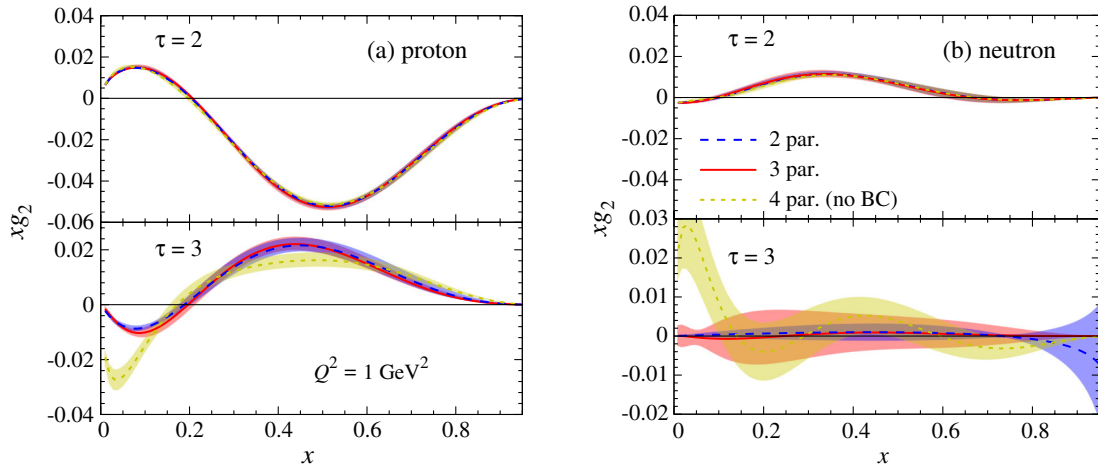 0.04
τ = 2
(a) proton
0.02
0
-0.02
-0.04
-0.06
xg₂
τ = 3
0.02
0
-0.02
Q² = 1 GeV²
-0.04
0 0.2 0.4 0.6 0.8
x
0.04
τ = 2
(b) neutron
0.02
0
2 par.
-0.02
3 par.
-0.04
4 par. (no BC)
0.03
xg₂
τ = 3
0.02
0.01
0
-0.01
-0.02
0 0.2 0.4 0.6 0.8
x